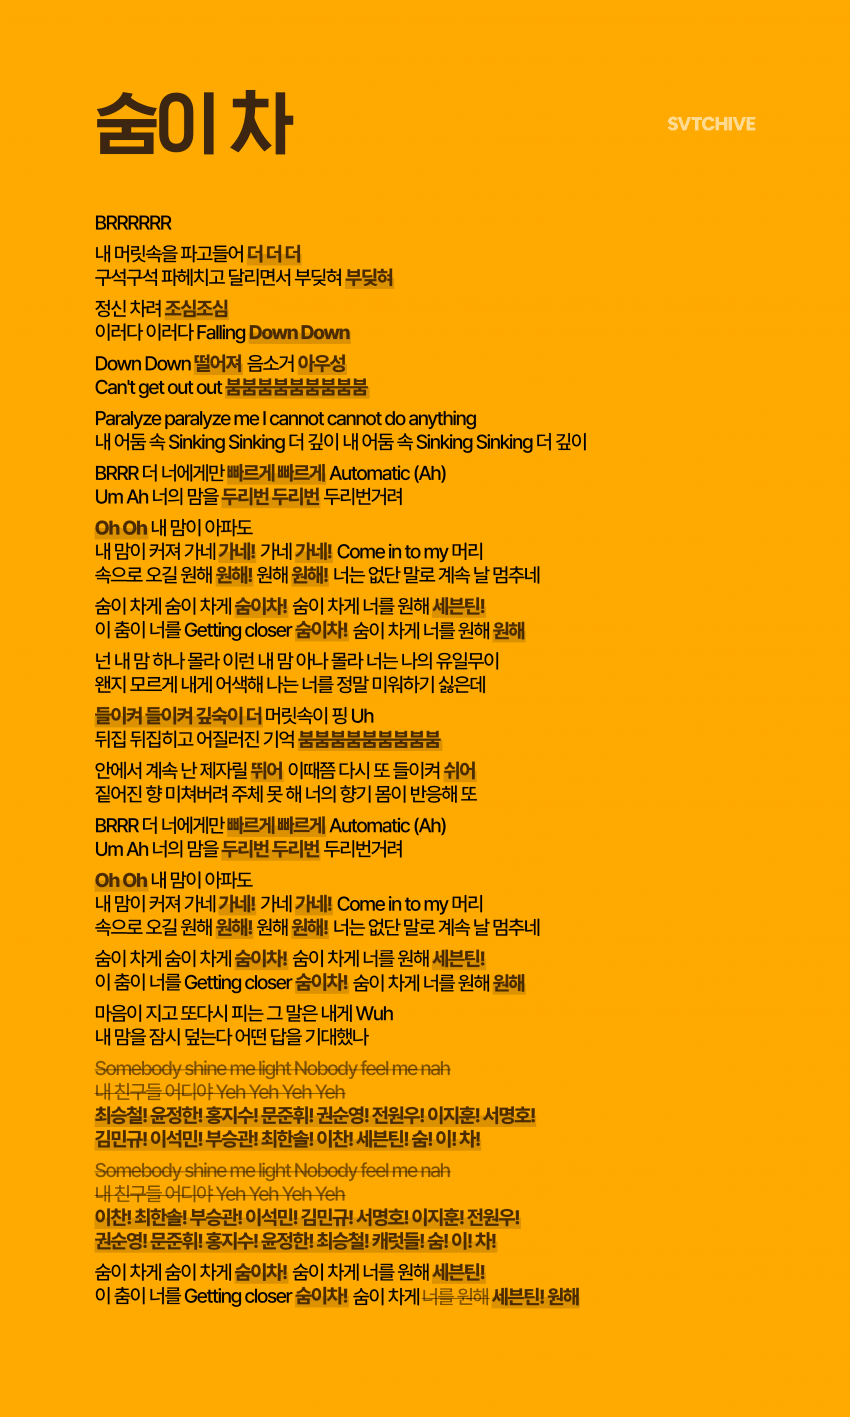 숨이 차
SVTCHIVE
BRRRRRR
내 머릿속을 파고들어 더 더 더
구석구석 파헤치고 달리면서 부딪혀 부딪혀
정신 차려 조심조심
이러다 이러다 Falling Down Down
Down Down 떨어져 음소거 아우성
Can't get out out 붐붐붐붐붐붐붐붐붐
Paralyze paralyze me I cannot cannot do anything
내 어둠 속 Sinking Sinking 더 깊이 내 어둠 속 Sinking Sinking 더 깊이
BRRR 더 너에게만 빠르게 빠르게 Automatic (Ah)
Um Ah 너의 맘을 두리번 두리번 두리번거려
Oh Oh 내 맘이 아파도
내 맘이 커져 가네 가네! 가네 가네! Come in to my 머리
속으로 오길 원해 원해! 원해 원해! 너는 없단 말로 계속 날 멈추네
숨이 차게 숨이 차게 숨이차! 숨이 차게 너를 원해 세븐틴!
이 춤이 너를 Getting closer 숨이차! 숨이 차게 너를 원해 원해
넌 내 맘 하나 몰라 이런 내 맘 아나 몰라 너는 나의 유일무이
왠지 모르게 내게 어색해 나는 너를 정말 미워하기 싫은데
들이켜 들이켜 깊숙이 더 머릿속이 핑 Uh
뒤집 뒤집히고 어질러진 기억 붐붐붐붐붐붐붐붐붐
안에서 계속 난 제자릴 뛰어 이때쯤 다시 또 들이켜 쉬어
짙어진 향 미쳐버려 주체 못 해 너의 향기 몸이 반응해 또
BRRR 더 너에게만 빠르게 빠르게 Automatic (Ah)
Um Ah 너의 맘을 두리번 두리번 두리번거려
Oh Oh 내 맘이 아파도
내 맘이 커져 가네 가네! 가네 가네! Come in to my 머리
속으로 오길 원해 원해! 원해 원해! 너는 없단 말로 계속 날 멈추네
숨이 차게 숨이 차게 숨이차! 숨이 차게 너를 원해 세븐틴!
이 춤이 너를 Getting closer 숨이차! 숨이 차게 너를 원해 원해
마음이 지고 또다시 피는 그 말은 내게 Wuh
내 맘을 잠시 덮는다 어떤 답을 기대했나
Somebody shine me light Nobody feel me nah
내 친구들 어디야 Yeh Yeh Yeh Yeh
최승철! 윤정한! 홍지수! 문준휘! 권순영! 전원우! 이지훈! 서명호!
김민규! 이석민! 부승관! 최한솔! 이찬! 세븐틴! 숨! 이! 차!
Somebody shine me light Nobody feel me nah
내 친구들 어디야 Yeh Yeh Yeh Yeh
이찬! 최한솔! 부승관! 이석민! 김민규! 서명호! 이지훈! 전원우!
권순영! 문준휘! 홍지수! 윤정한! 최승철! 캐럿들! 숨! 이! 차!
숨이 차게 숨이 차게 숨이차! 숨이 차게 너를 원해 세븐틴!
이 춤이 너를 Getting closer 숨이차! 숨이 차게 너를 원해 세븐틴! 원해